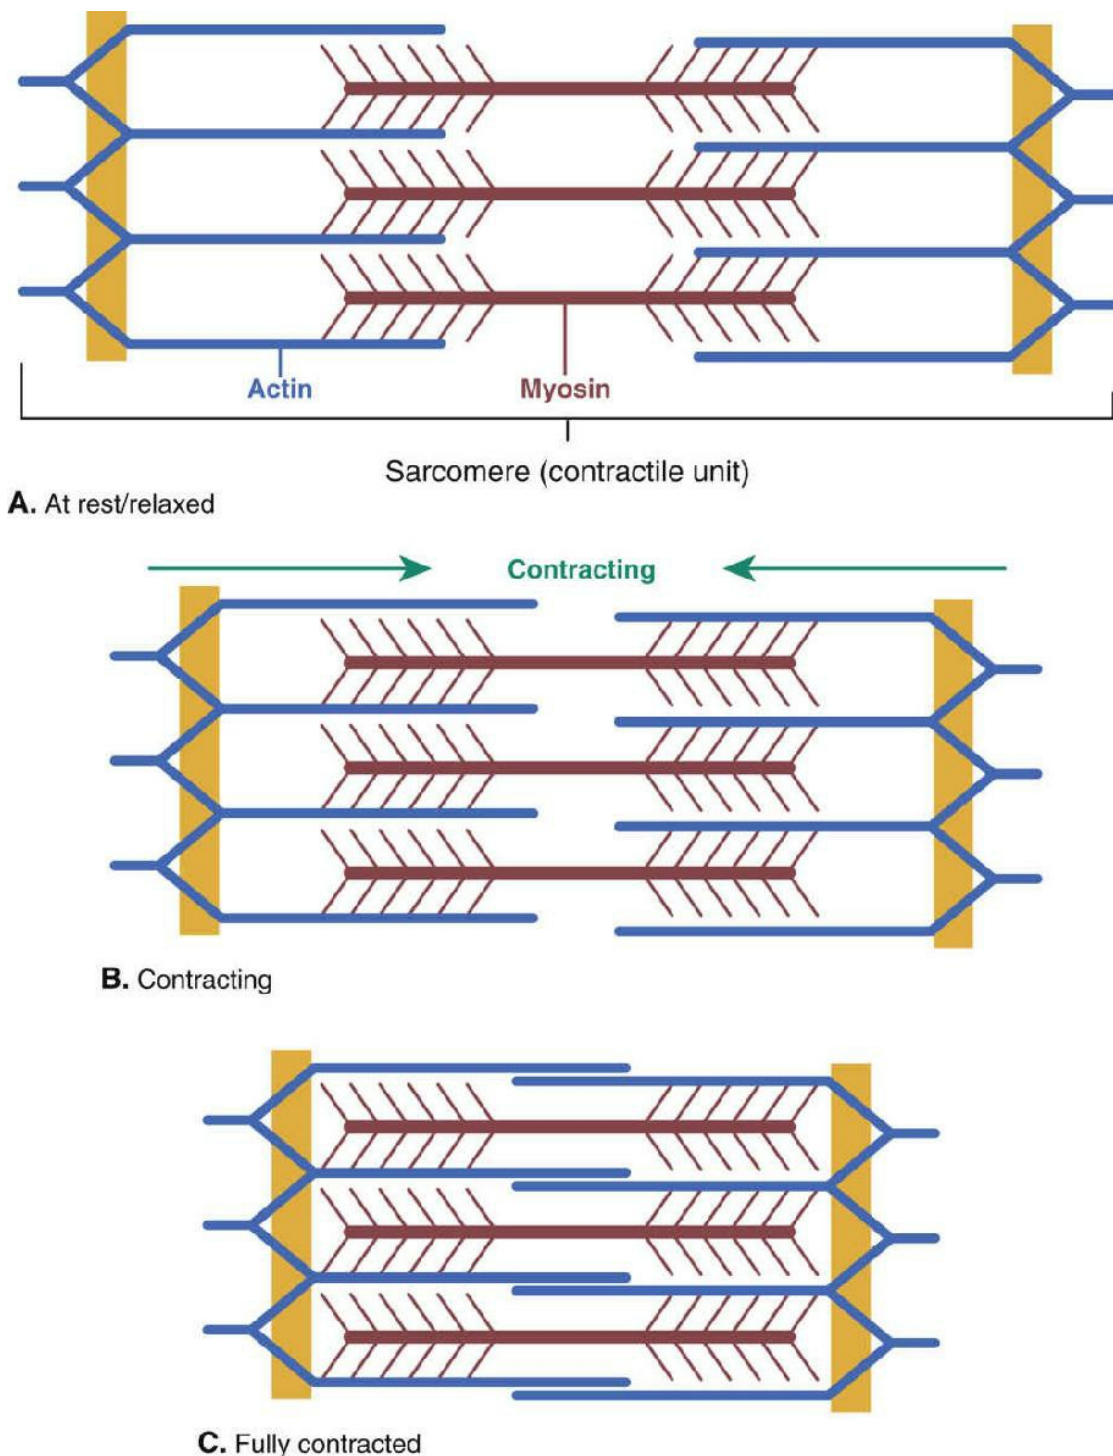 Actin
Myosin
Sarcomere (contractile unit)
A. At rest/relaxed
Contracting
B. Contracting
C. Fully contracted